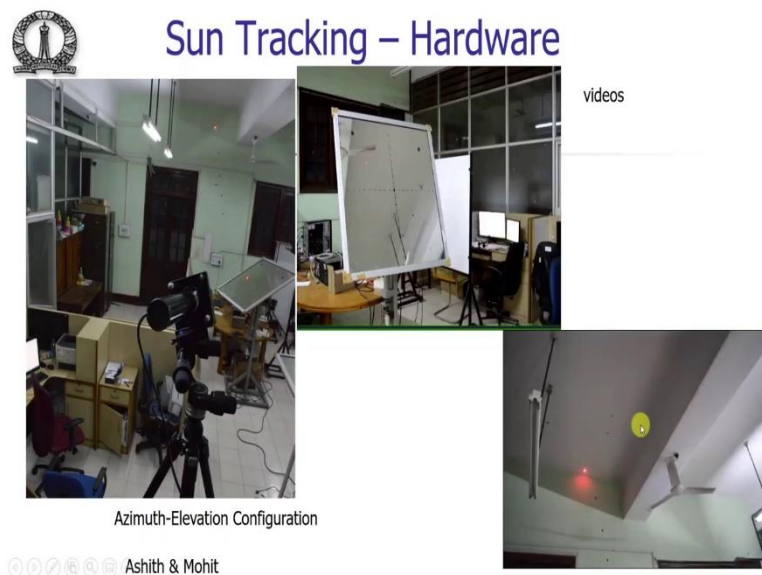 Sun Tracking – Hardware
videos
Azimuth-Elevation Configuration
Ashith & Mohit